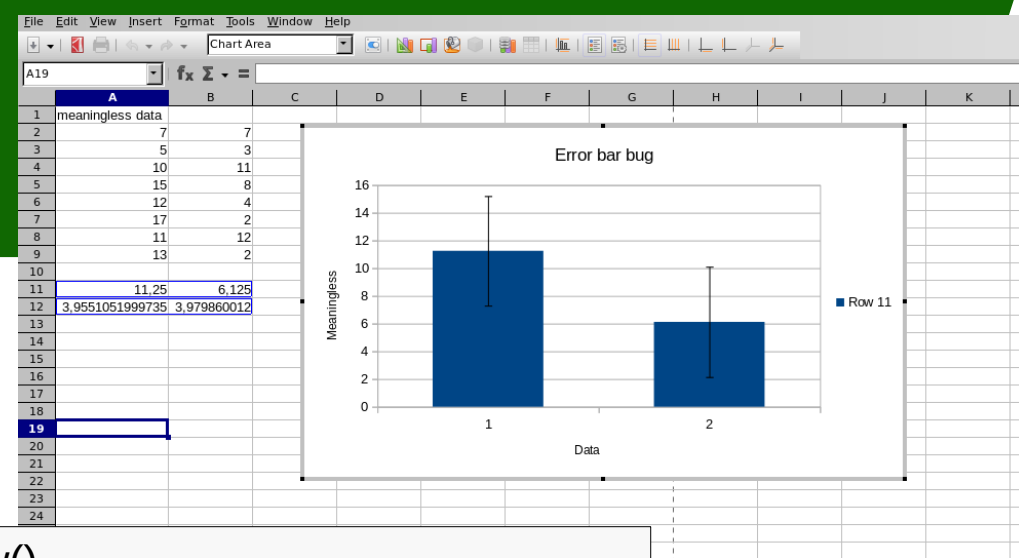 File Edit View Insert Format Tools Window Help
Chart Area
A19 fx Σ =
A B C D E F G H I J K
1 meaningless data
2 7 7
3 5 3
4 10 11
5 15 8
6 12 4
7 17 2
8 11 12
9 13 2
10
11 11,25 6,125
12 3,9551051999735 3,979860012
13
14
15
16
17
18
19
20
21
22
23
24
Error bar bug
16
14
12
10
8
6
4
2
0
Meaningless
1 2
Data
Row 11
()